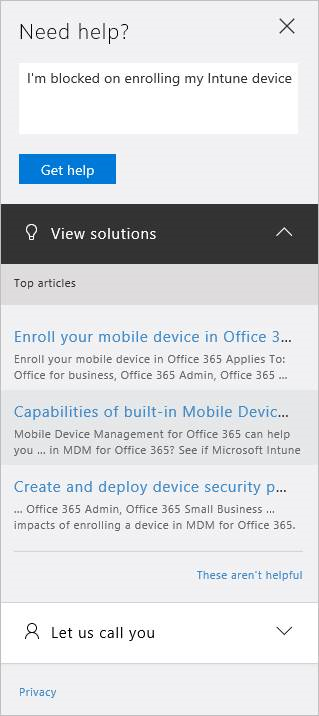 Need help?
I'm blocked on enrolling my Intune device
Get help
View solutions
Top articles
Enroll your mobile device in Office 3...
Enroll your mobile device in Office 365 Applies To:
Office for business, Office 365 Admin, Office 365 ...
Capabilities of built-in Mobile Devic...
Mobile Device Management for Office 365 can help
you ... in MDM for Office 365? See if Microsoft Intune
Create and deploy device security p...
... Office 365 Admin, Office 365 Small Business ...
impacts of enrolling a device in MDM for Office 365.
These aren't helpful
Let us call you
Privacy